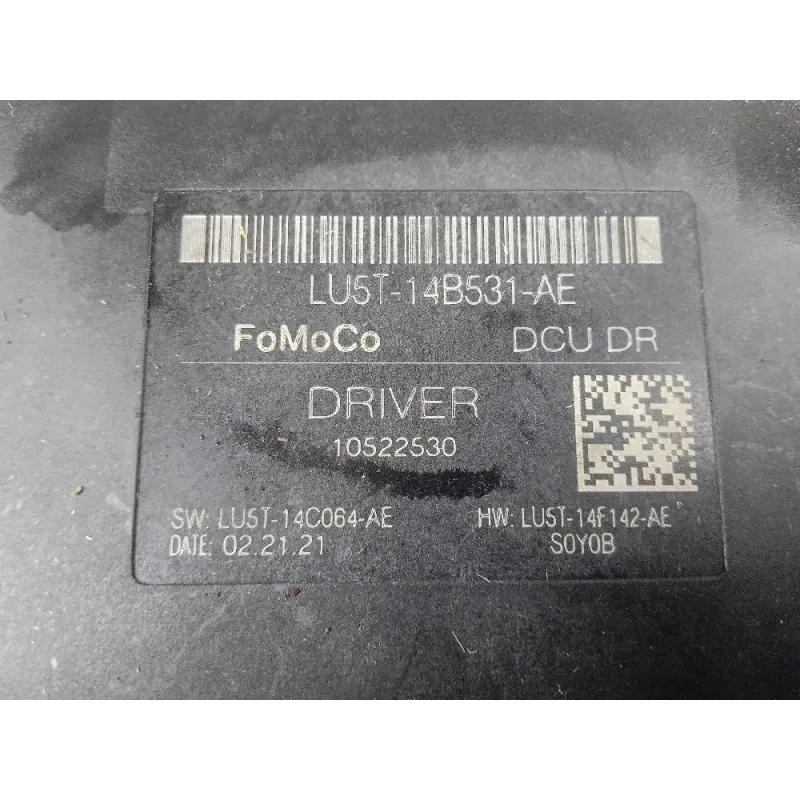 LU5T-14B531-AE
FoMoCo DCU DR
DRIVER
10522530
SW: LU5T-14C064-AE HW: LU5T-14F142-AE
DATE: 02.21.21 S0Y0B